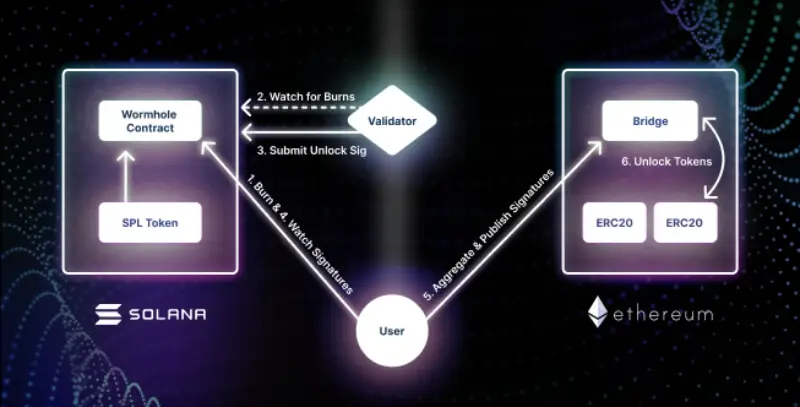 Wormhole
Contract
SPL Token
2. Watch for Burns
3. Submit Unlock Sig
Validator
1. Burn & 4. Watch Signatures
5. Aggregate & Publish Signatures
User
Bridge
6. Unlock Tokens
ERC20
ERC20
SOLANA
ethereum